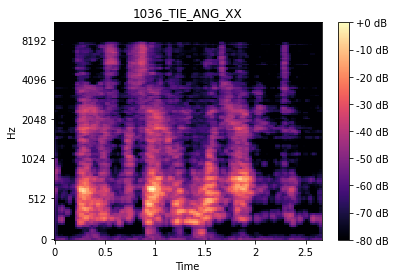 1036_TIE_ANG_XX
+0 dB
8192
-10 dB
4096
-20 dB
-30 dB
2048
Hz
-40 dB
1024
-50 dB
512
-60 dB
-70 dB
0
-80 dB
0 0.5 1 1.5 2 2.5
Time